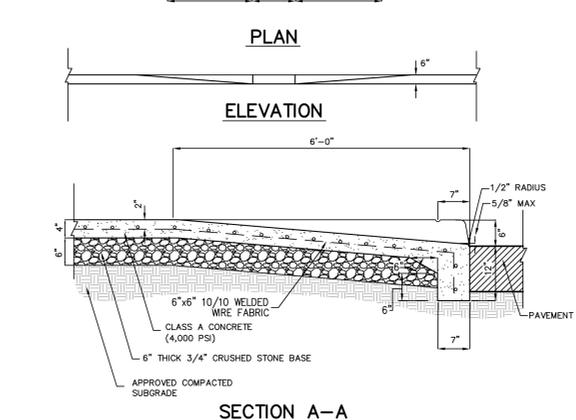 PLAN
6"
ELEVATION
6'-0"
7"
1/2" RADIUS
5/8" MAX
2"
4"
6"
6"
12"
6"
6"x6" 10/10 WELDED
WIRE FABRIC
6"
PAVEMENT
CLASS A CONCRETE
(4,000 PSI)
7"
6" THICK 3/4" CRUSHED STONE BASE
APPROVED COMPACTED
SUBGRADE
SECTION A-A